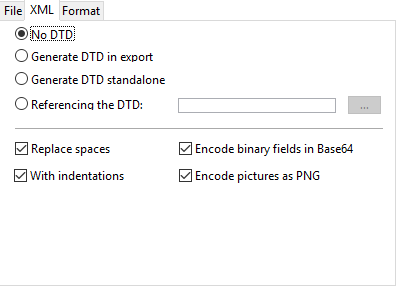 File XML Format
No DTD
Generate DTD in export
Generate DTD standalone
Referencing the DTD: ...
Replace spaces Encode binary fields in Base64
With indentations Encode pictures as PNG